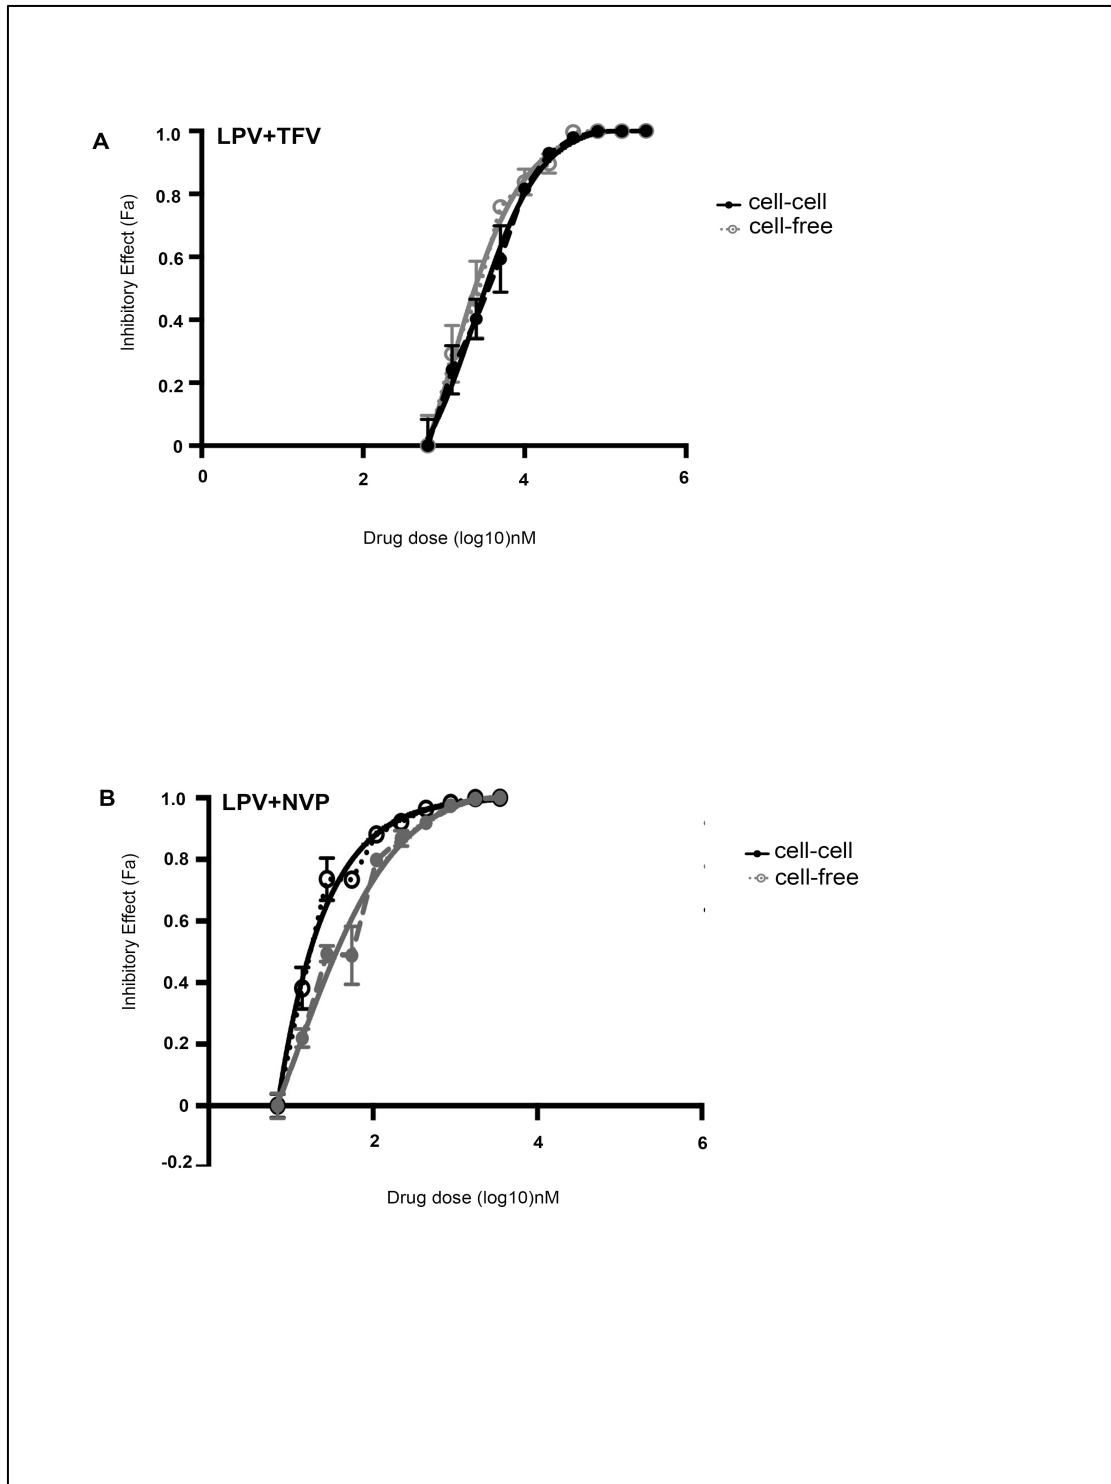 A
LPV+TFV
1.0
0.8
0.6
0.4
0.2
0
Inhibitory Effect (Fa)
0
2
4
6
Drug dose (log10)nM
cell-cell
cell-free
B
LPV+NVP
1.0
0.8
0.6
0.4
0.2
0
-0.2
Inhibitory Effect (Fa)
2
4
6
Drug dose (log10)nM
cell-cell
cell-free